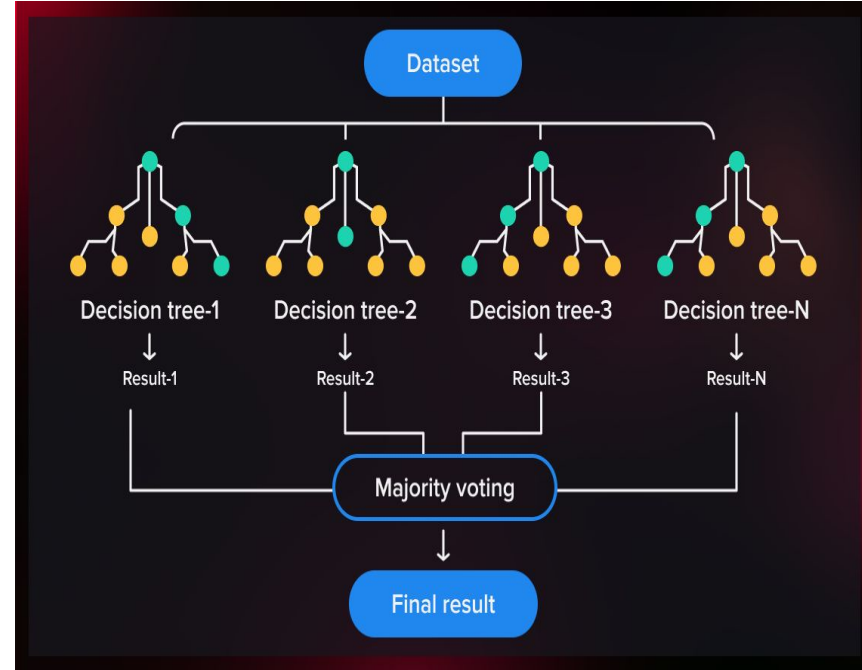 Dataset
Decision tree-1
Decision tree-2
Decision tree-3
Decision tree-N
Result-1
Result-2
Result-3
Result-N
Majority voting
Final result